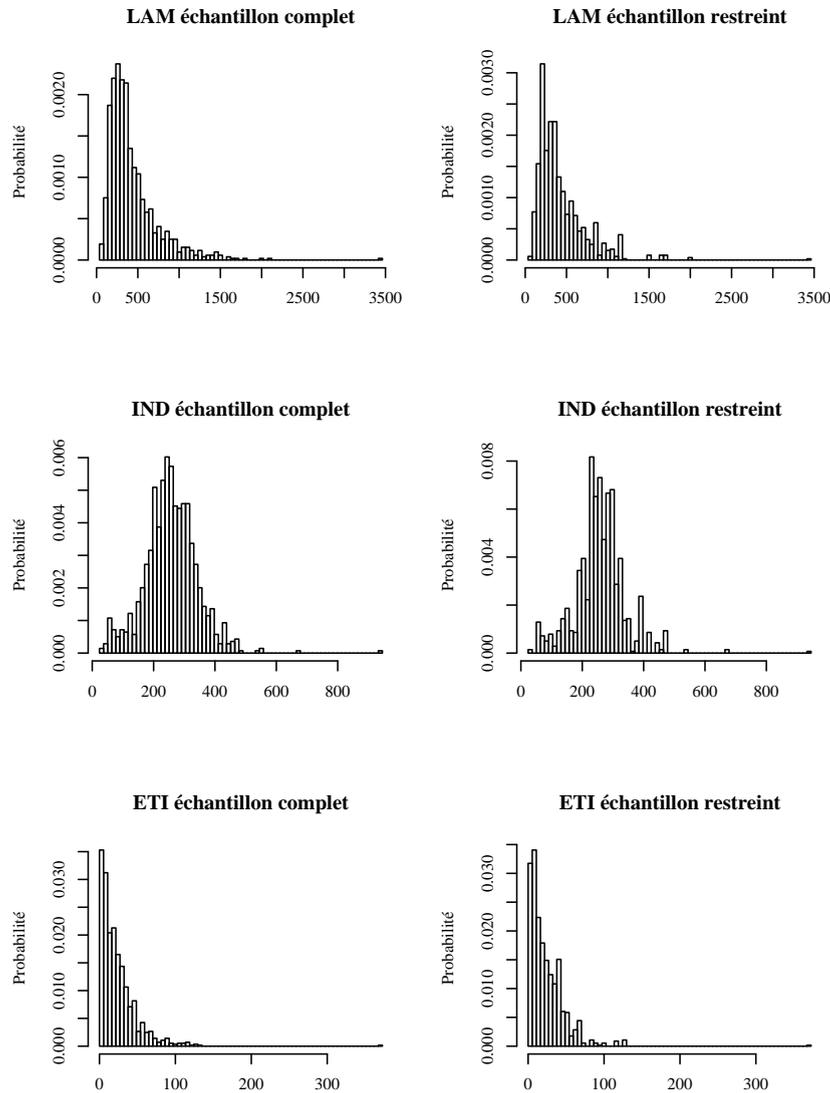 LAM échantillon complet
Probabilité
0.0000 0.0010 0.0020
0 500 1500 2500 3500
LAM échantillon restreint
Probabilité
0.0000 0.0010 0.0020 0.0030
0 500 1500 2500 3500
IND échantillon complet
Probabilité
0.000 0.002 0.004 0.006
0 200 400 600 800
IND échantillon restreint
Probabilité
0.000 0.004 0.008
0 200 400 600 800
ETI échantillon complet
Probabilité
0.000 0.010 0.020 0.030
0 100 200 300
ETI échantillon restreint
Probabilité
0.000 0.010 0.020 0.030
0 100 200 300